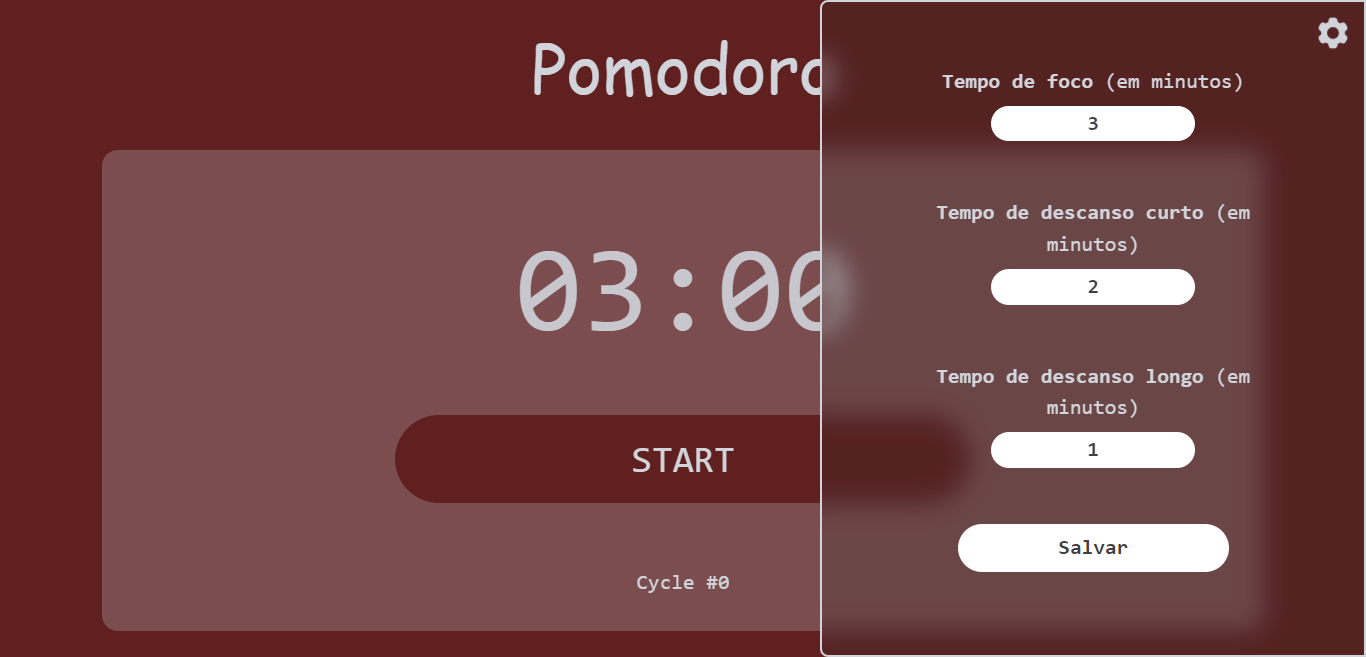 Pomodoro
03:00
START
Cycle #0
Tempo de foco (em minutos)
3
Tempo de descanso curto (em
minutos)
2
Tempo de descanso longo (em
minutos)
1
Salvar